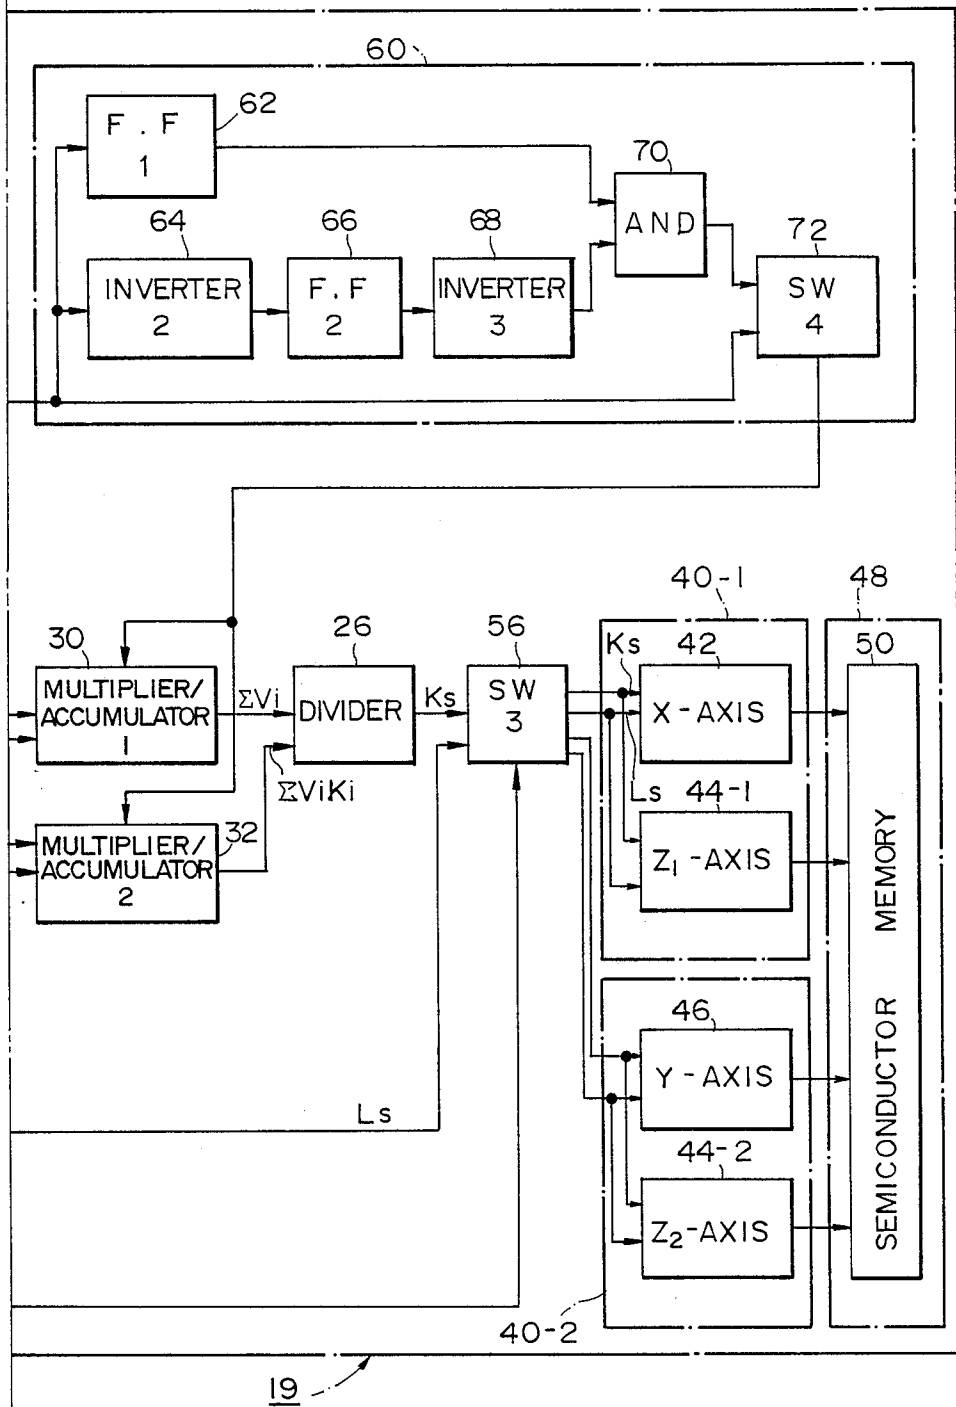 60
F.F
1
62
70
AND
64
INVERTER
2
66
F.F
2
68
INVERTER
3
72
SW
4
30
MULTIPLIER/
ACCUMULATOR
1
ΣVi
26
DIVIDER
Ks
56
SW
3
40-1
Ks
42
X-AXIS
48
50
ΣViKi
Ls
44-1
Z1-AXIS
32
MULTIPLIER/
ACCUMULATOR
2
SEMICONDUCTOR MEMORY
46
Y-AXIS
Ls
44-2
Z2-AXIS
40-2
19